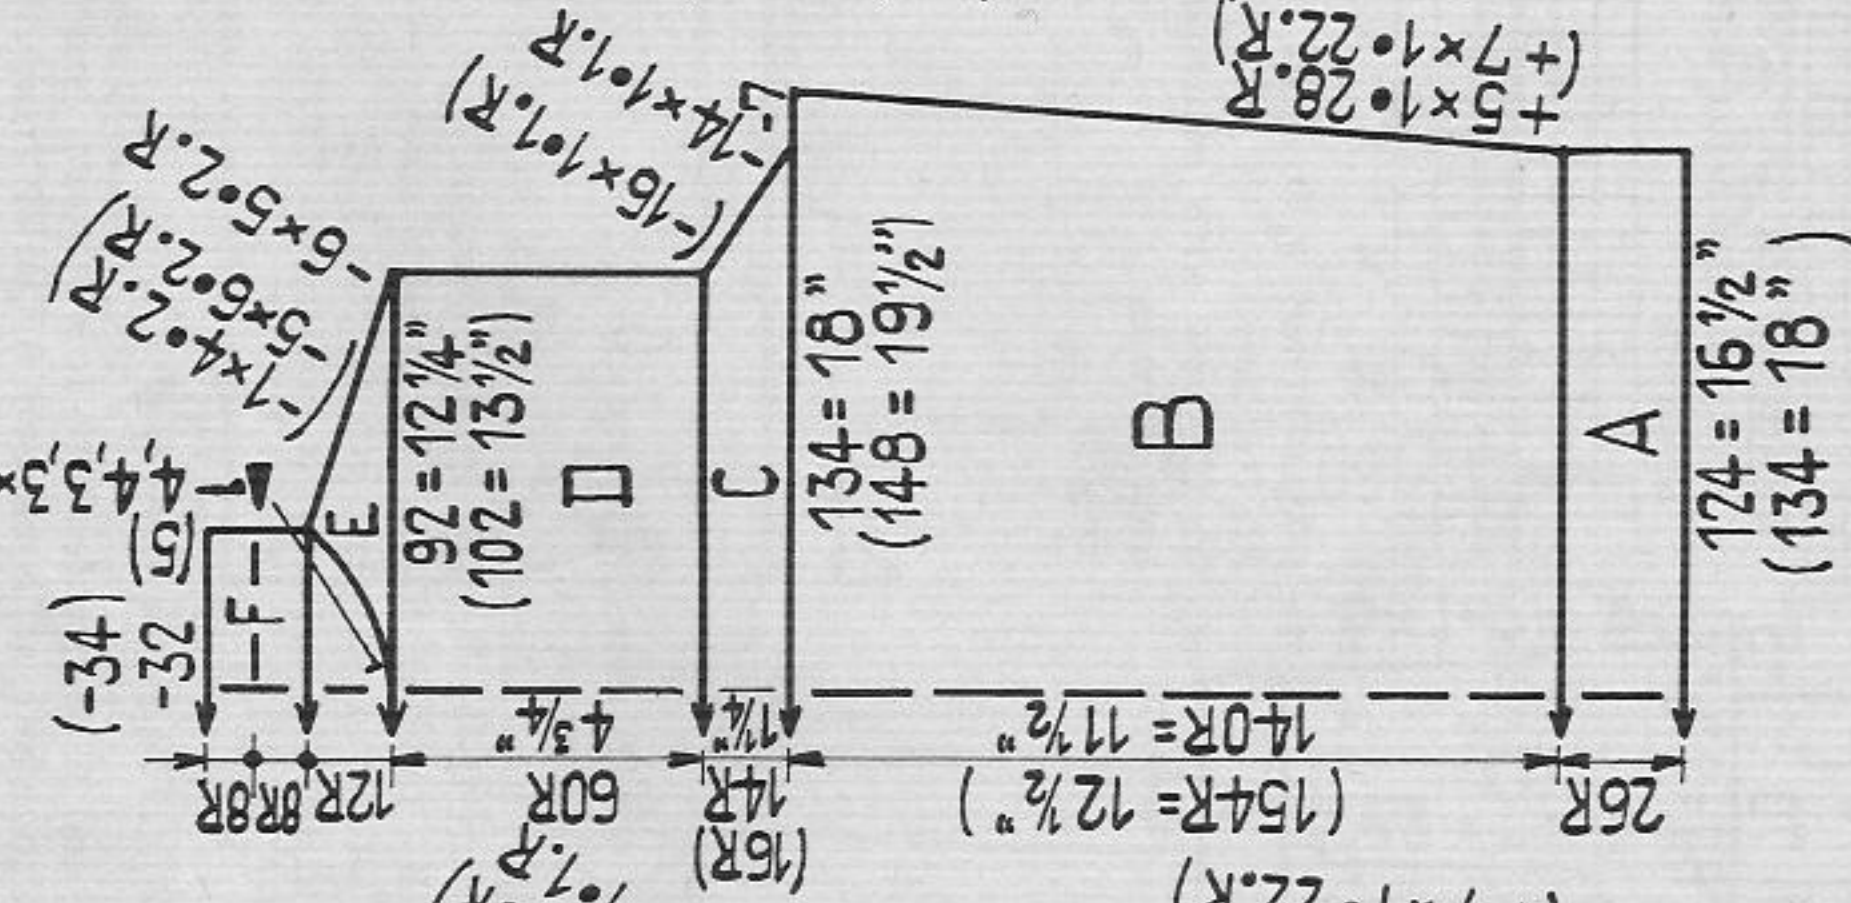 -6×5•2.R
-5×6•2.R
(-7×4•2.R)
4,4,3,3×
(5)
(-34)
-32
F
E
-14×1•1.R
(-16×1•1.R)
-7
92=12¼"
(102=13½")
D
C
134=18"
(148=19½")
+5×1•28.R
(+7×1•22.R)
B
A
124=16½"
(134=18")
8R
8R
12R
4¾"
60R
1¼"
14R
(16R)
140R=11½"
(154R=12½")
26R
22.R)